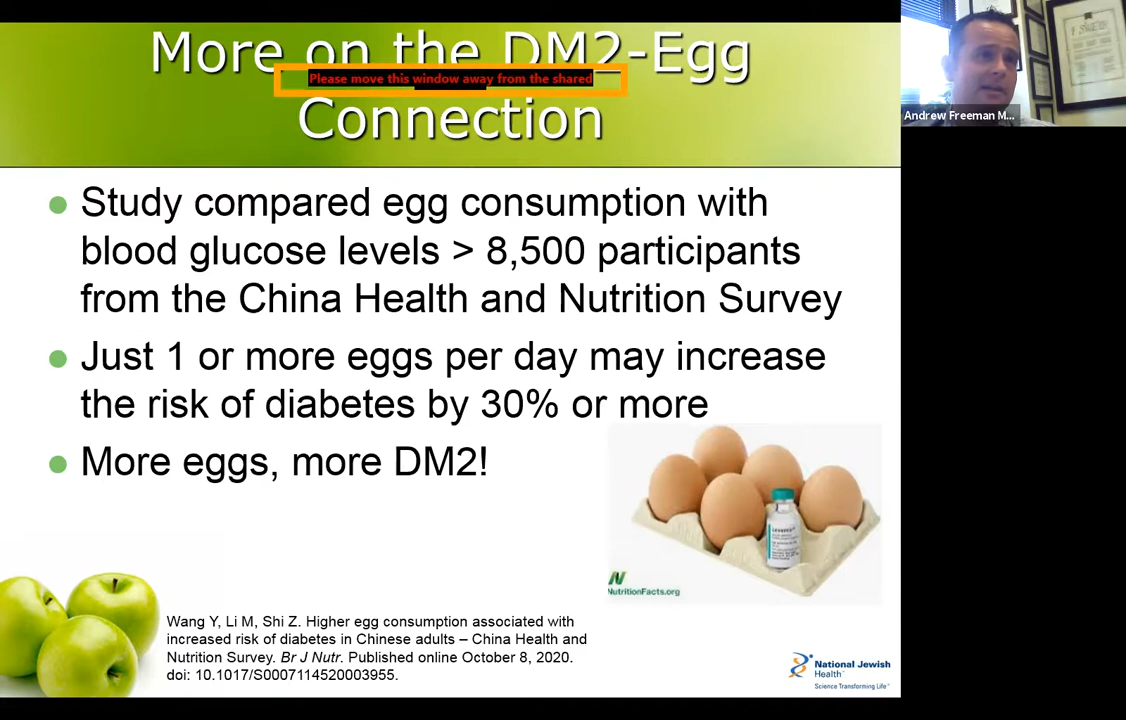 More on the DM2-Egg
Please move this window away from the shared
Connection
Andrew Freeman M...
Study compared egg consumption with
blood glucose levels > 8,500 participants
from the China Health and Nutrition Survey
Just 1 or more eggs per day may increase
the risk of diabetes by 30% or more
More eggs, more DM2!
NutritionFacts.org
Wang Y, Li M, Shi Z. Higher egg consumption associated with
increased risk of diabetes in Chinese adults – China Health and
Nutrition Survey. Br J Nutr. Published online October 8, 2020.
doi: 10.1017/S0007114520003955.
National Jewish
Health™
Science Transforming Life®